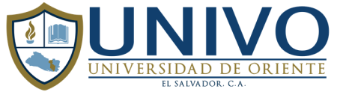 UNIVO
UNIVERSIDAD DE ORIENTE
EL SALVADOR, C.A.